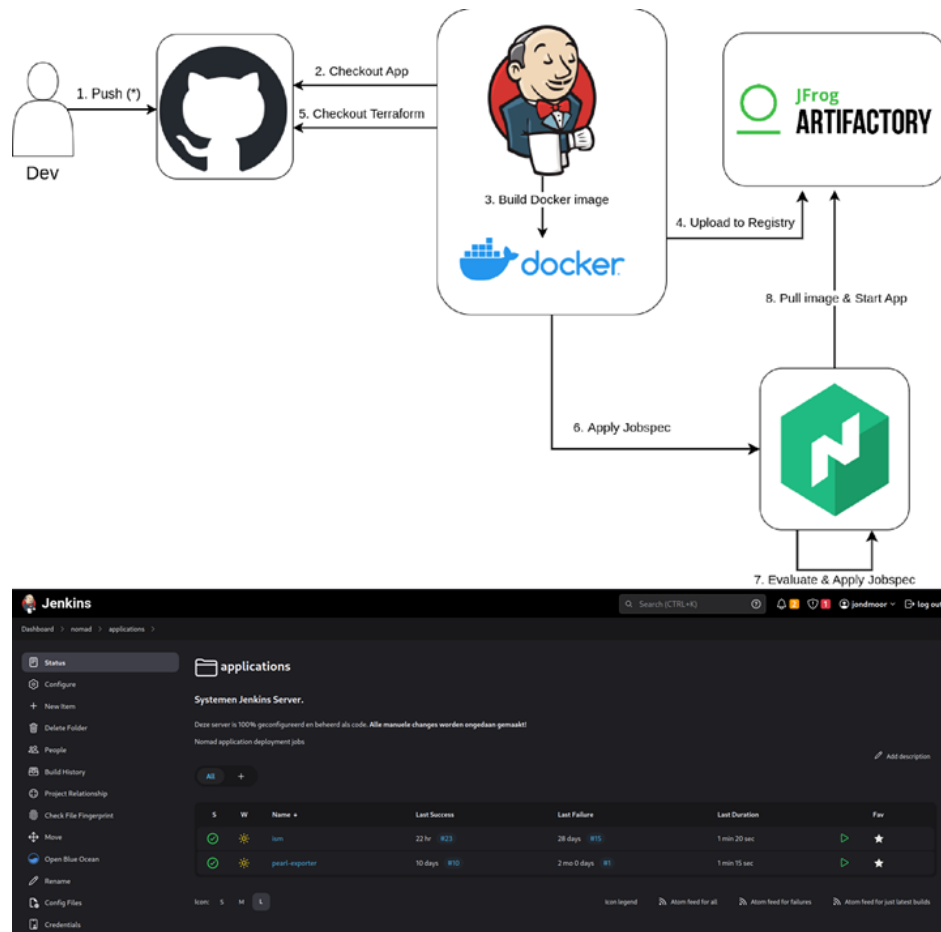 1. Push (*)
Dev
2. Checkout App
5. Checkout Terraform
3. Build Docker image
docker
4. Upload to Registry
JFrog
ARTIFACTORY
8. Pull image & Start App
6. Apply Jobspec
7. Evaluate & Apply Jobspec
Jenkins
Search (CTRL+K)
2
1
jondmoor
log out
Dashboard > nomad > applications >
Status
Configure
New Item
Delete Folder
People
Build History
Project Relationship
Check File Fingerprint
Move
Open Blue Ocean
Rename
Config Files
Credentials
applications
Systemen Jenkins Server.
Deze server is 100% geconfigureerd en beheerd als code. Alle manuele changes worden ongedaan gemaakt!
Nomad application deployment jobs
Add description
All +
S W Name Last Success Last Failure Last Duration Fav
22 hr #23 28 days #15 1 min 20 sec
pearl-exporter 10 days #10 2 mo 0 days #1 1 min 15 sec
Icon: S M L
Icon legend Atom feed for all Atom feed for failures Atom feed for just latest builds